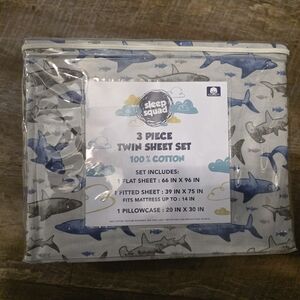 sleep
squad
3 PIECE
TWIN SHEET SET
100% COTTON
SET INCLUDES:
1 FLAT SHEET : 66 IN X 96 IN
1 FITTED SHEET : 39 IN X 75 IN
FITS MATTRESS UP TO : 14 IN
1 PILLOWCASE : 20 IN X 30 IN